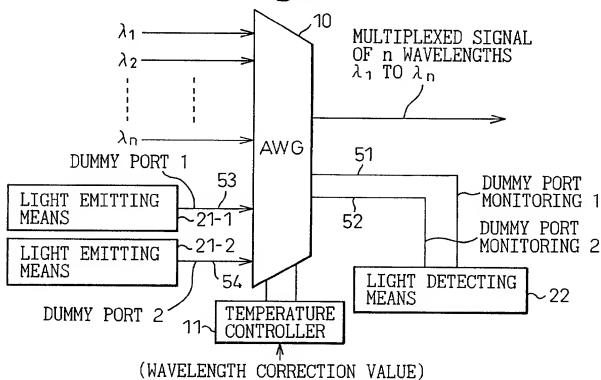 10
λ1
λ2
λn
MULTIPLEXED SIGNAL
OF n WAVELENGTHS
λ1 TO λn
AWG
DUMMY PORT 1
53
51
LIGHT EMITTING
MEANS
21-1
52
DUMMY PORT
MONITORING 1
21-2
LIGHT EMITTING
MEANS
54
DUMMY PORT
MONITORING 2
DUMMY PORT 2
LIGHT DETECTING
MEANS
22
11
TEMPERATURE
CONTROLLER
(WAVELENGTH CORRECTION VALUE)